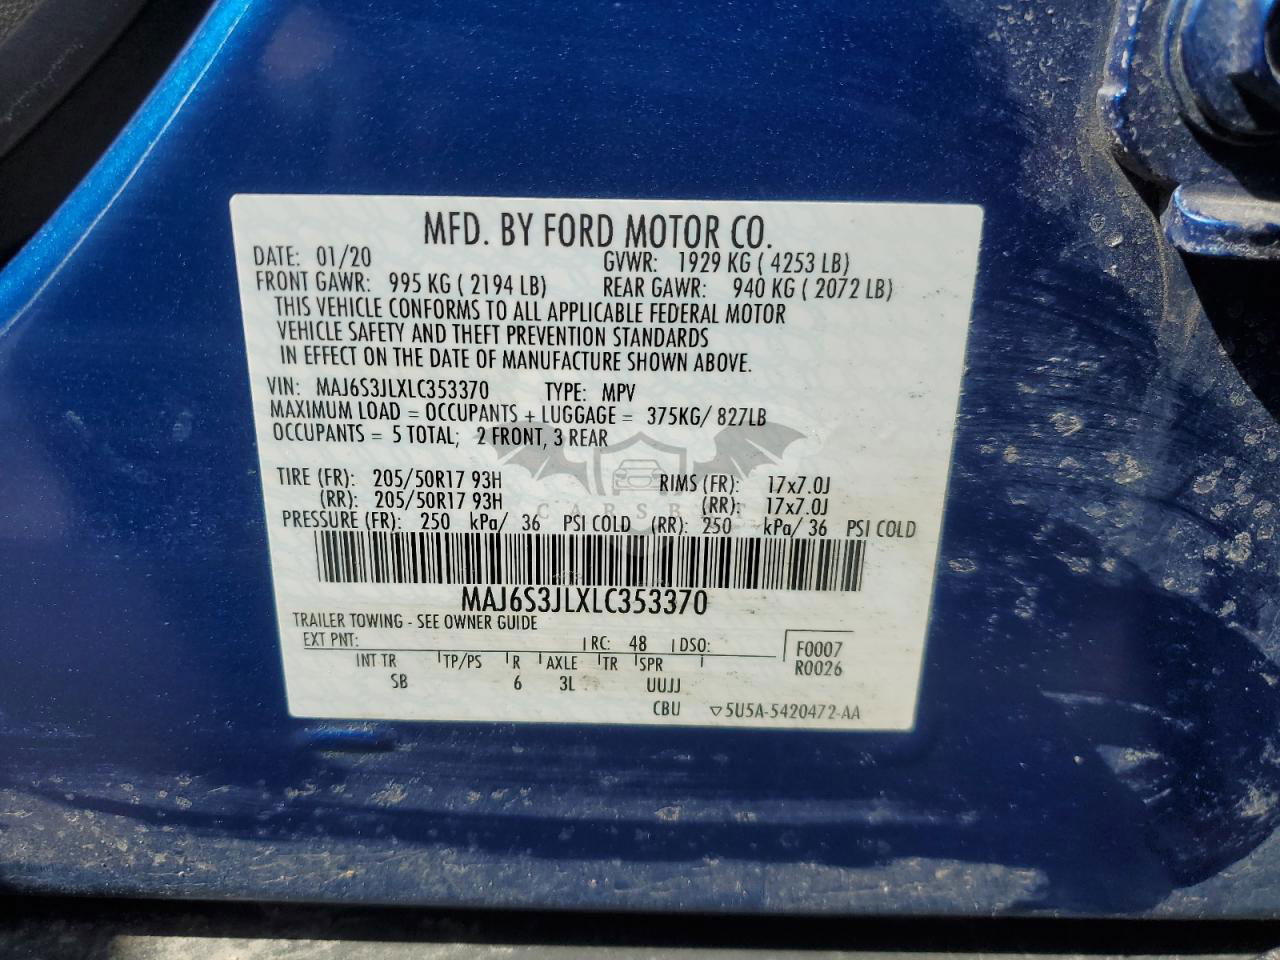 MFD. BY FORD MOTOR CO.
DATE: 01/20 GVWR: 1929 KG ( 4253 LB)
FRONT GAWR: 995 KG ( 2194 LB) REAR GAWR: 940 KG ( 2072 LB)
THIS VEHICLE CONFORMS TO ALL APPLICABLE FEDERAL MOTOR
VEHICLE SAFETY AND THEFT PREVENTION STANDARDS
IN EFFECT ON THE DATE OF MANUFACTURE SHOWN ABOVE.
VIN: MAJ6S3JLXLC353370 TYPE: MPV
MAXIMUM LOAD = OCCUPANTS + LUGGAGE = 375KG/ 827LB
OCCUPANTS = 5 TOTAL; 2 FRONT, 3 REAR
TIRE (FR): 205/50R17 93H RIMS (FR): 17x7.0J
(RR): 205/50R17 93H (RR): 17x7.0J
PRESSURE (FR): 250 kPa/ 36 PSI COLD (RR): 250 kPa/ 36 PSI COLD
MAJ6S3JLXLC353370
TRAILER TOWING - SEE OWNER GUIDE
EXT PNT: RC: 48 DSO: F0007
R0026
INT TR TP/PS R AXLE TR SPR
SB 6 3L UUJJ
CBU ▽5U5A-5420472-AA